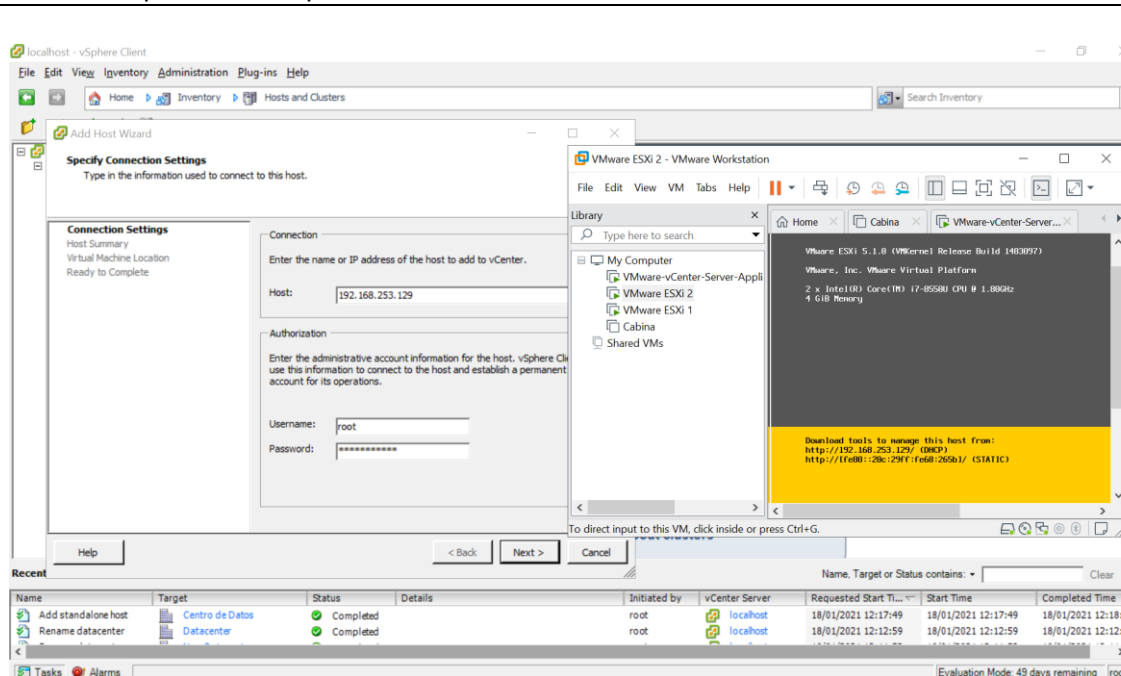 localhost - vSphere Client
File Edit View Inventory Administration Plug-ins Help
Home Inventory Hosts and Clusters
Search Inventory
Add Host Wizard
Specify Connection Settings
Type in the information used to connect to this host.
Connection Settings
Host Summary
Virtual Machine Location
Ready to Complete
Connection
Enter the name or IP address of the host to add to vCenter.
Host: 192.168.253.129
Authorization
Enter the administrative account information for the host. vSphere Clie
use this information to connect to the host and establish a permanent
account for its operations.
Username: root
Password: ***********
Help < Back Next > Cancel
VMware ESXi 2 - VMware Workstation
File Edit View VM Tabs Help
Library
Type here to search
My Computer
VMware-vCenter-Server-Appli
VMware ESXi 2
VMware ESXi 1
Cabina
Shared VMs
Home Cabina VMware-vCenter-Server...
VMware ESXi 5.1.0 (VMKernel Release Build 1483097)
VMware, Inc. VMware Virtual Platform
2 x Intel(R) Core(TM) i7-8550U CPU @ 1.80GHz
4 GiB Memory
Download tools to manage this host from:
http://192.168.253.129/ (DHCP)
http://[fe80::20c:29ff:fe68:265b]/ (STATIC)
To direct input to this VM, click inside or press Ctrl+G.
Recent
Name, Target or Status contains: Clear
Name Target Status Details Initiated by vCenter Server Requested Start Ti... Start Time Completed Time
Add standalone host Centro de Datos Completed root localhost 18/01/2021 12:17:49 18/01/2021 12:17:49 18/01/2021 12:18:
Rename datacenter Datacenter Completed root localhost 18/01/2021 12:12:59 18/01/2021 12:12:59 18/01/2021 12:12:
Tasks Alarms Evaluation Mode: 49 days remaining roo